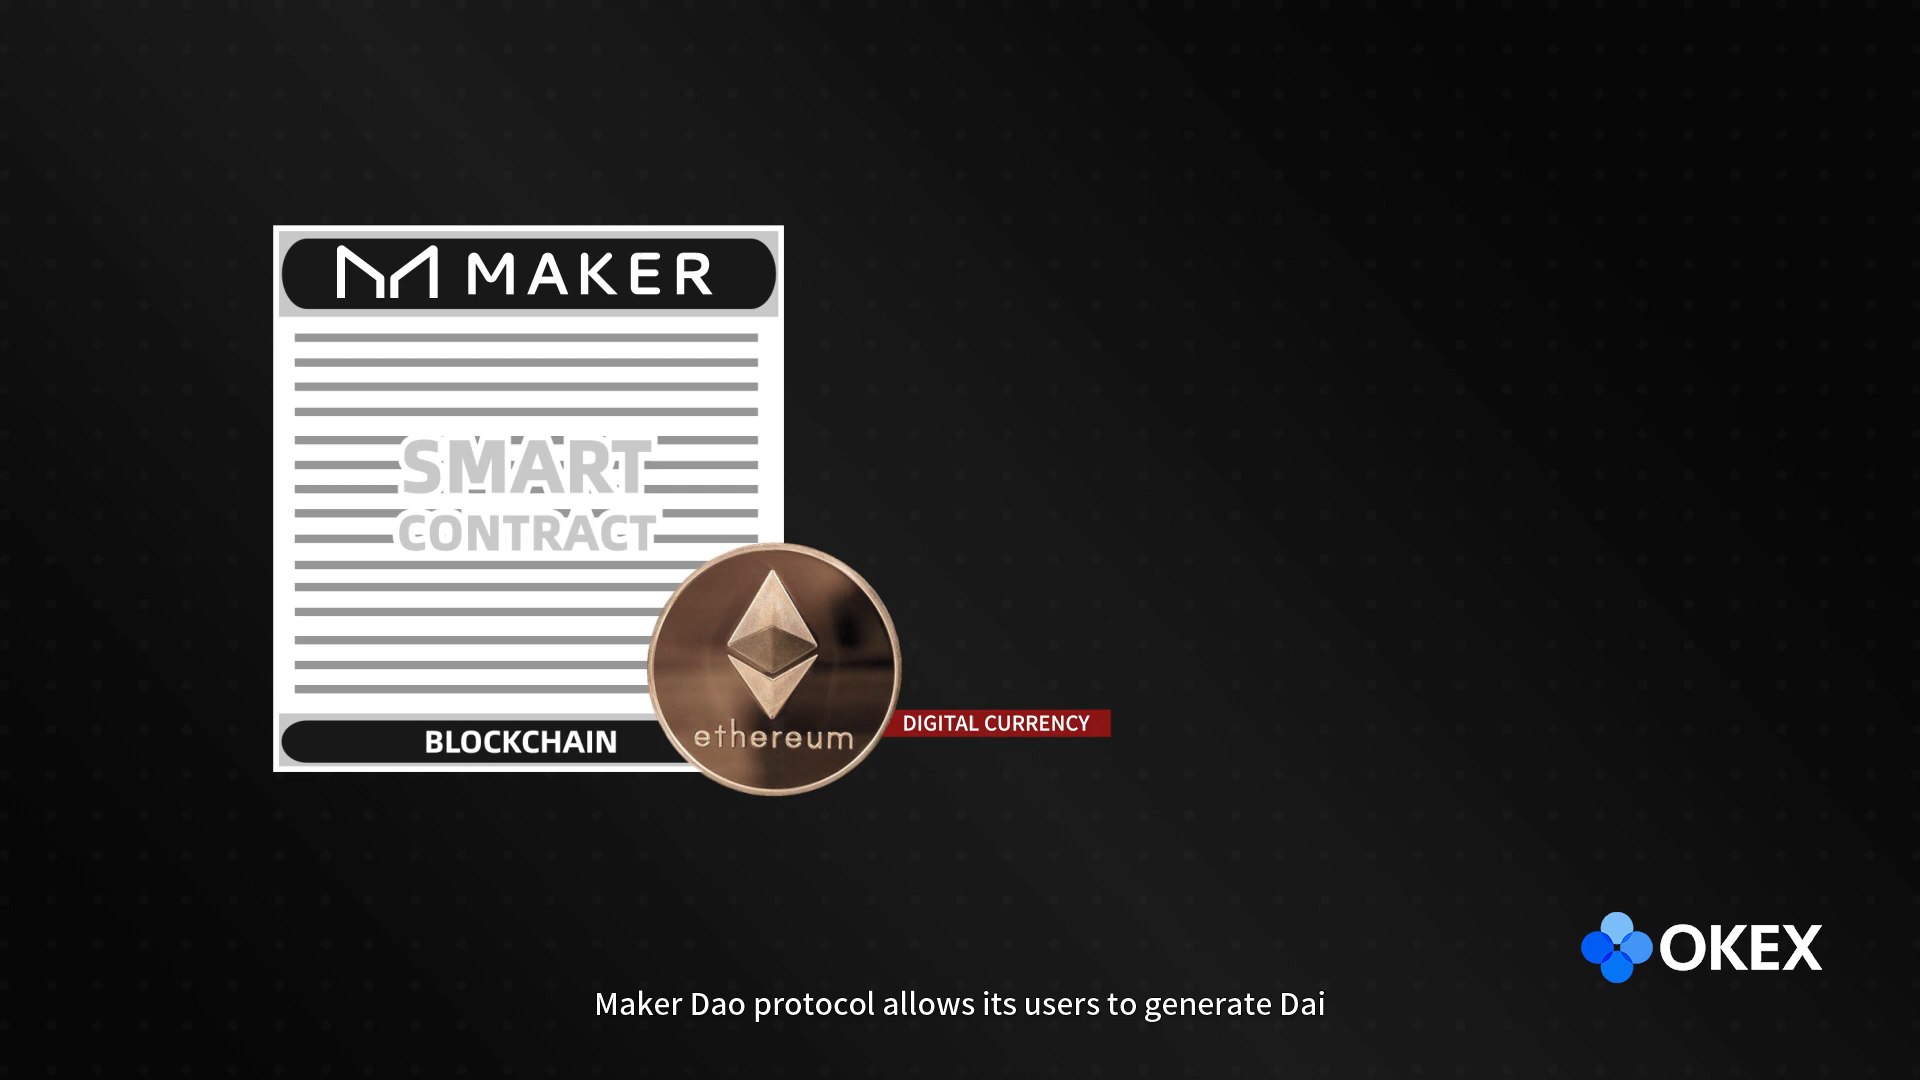 MAKER
SMART
CONTRACT
BLOCKCHAIN
ethereum
DIGITAL CURRENCY
OKEX
Maker Dao protocol allows its users to generate Dai